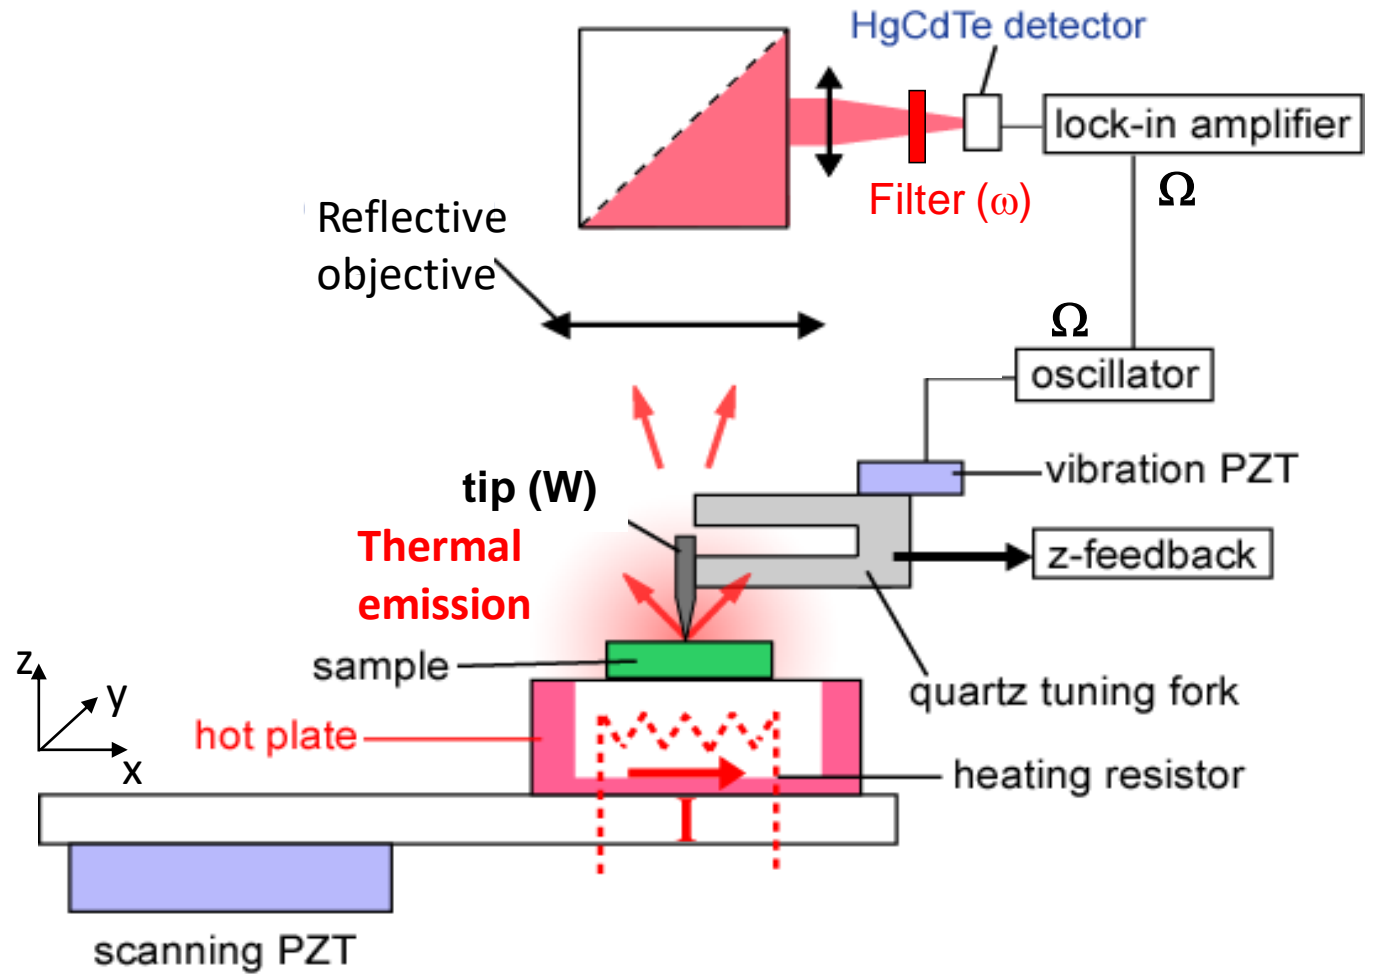 HgCdTe detector
lock-in amplifier
Filter (ω)
Ω
Reflective
objective
Ω
oscillator
tip (W)
vibration PZT
Thermal
emission
z-feedback
sample
quartz tuning fork
z
y
x
hot plate
heating resistor
I
scanning PZT